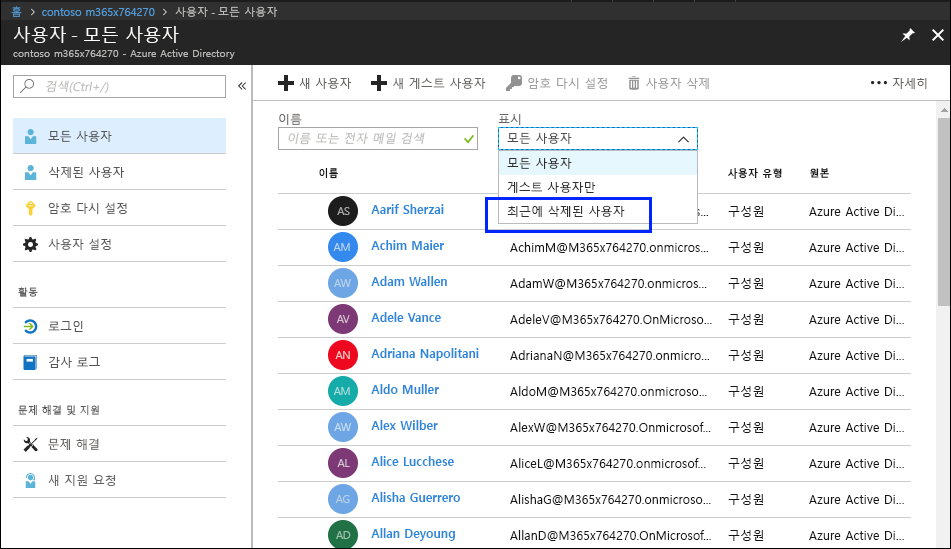 홈 > contoso m365x764270 > 사용자 - 모든 사용자
사용자 - 모든 사용자
contoso m365x764270 - Azure Active Directory
검색(Ctrl+/)
«
모든 사용자
삭제된 사용자
암호 다시 설정
사용자 설정
활동
로그인
감사 로그
문제 해결 및 지원
문제 해결
새 지원 요청
새 사용자 새 게스트 사용자 암호 다시 설정 사용자 삭제 ••• 자세히
이름 표시
이름 또는 전자 메일 검색 모든 사용자
모든 사용자
게스트 사용자만
최근에 삭제된 사용자
이름 사용자 유형 원본
AS Aarif Sherzai 구성원 Azure Active Di...
AM Achim Maier AchimM@M365x764270.onmicros... 구성원 Azure Active Di...
AW Adam Wallen AdamW@M365x764270.onmicros... 구성원 Azure Active Di...
AV Adele Vance AdeleV@M365x764270.OnMicroso... 구성원 Azure Active Di...
AN Adriana Napolitani AdrianaN@M365x764270.onmicro... 구성원 Azure Active Di...
AM Aldo Muller AldoM@M365x764270.onmicrosof... 구성원 Azure Active Di...
AW Alex Wilber AlexW@M365x764270.OnMicrosof... 구성원 Azure Active Di...
AL Alice Lucchese AliceL@M365x764270.onmicrosof... 구성원 Azure Active Di...
AG Alisha Guerrero AlishaG@M365x764270.onmicros... 구성원 Azure Active Di...
AD Allan Deyoung AllanD@M365x764270.onmicrosof... 구성원 Azure Active Di...